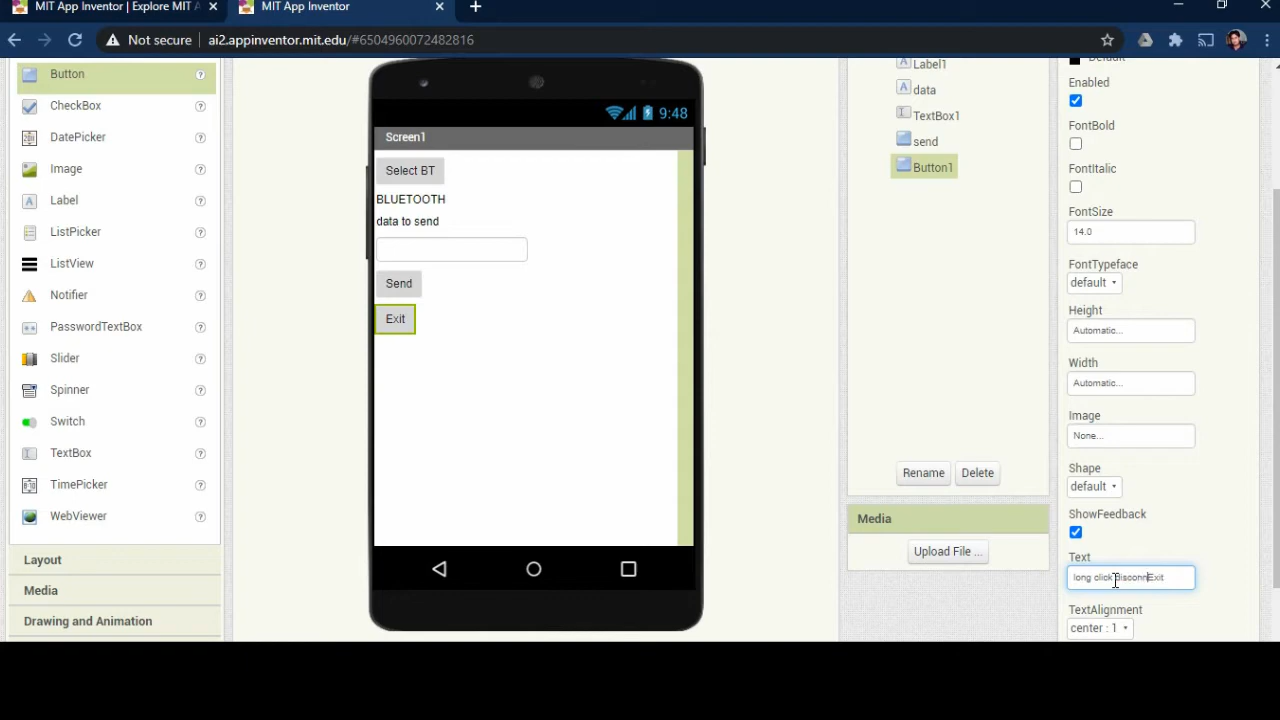 MIT App Inventor | Explore MIT A
MIT App Inventor
Not secure
ai2.appinventor.mit.edu/#6504960072482816
Button
CheckBox
DatePicker
Image
Label
ListPicker
ListView
Notifier
PasswordTextBox
Slider
Spinner
Switch
TextBox
TimePicker
WebViewer
Layout
Media
Drawing and Animation
9:48
Screen1
Select BT
BLUETOOTH
data to send
Send
Exit
Label1
data
TextBox1
send
Button1
Rename
Delete
Media
Upload File ...
Default
Enabled
FontBold
FontItalic
FontSize
14.0
FontTypeface
default
Height
Automatic...
Width
Automatic...
Image
None...
Shape
default
ShowFeedback
Text
long click DisconnExit
TextAlignment
center : 1